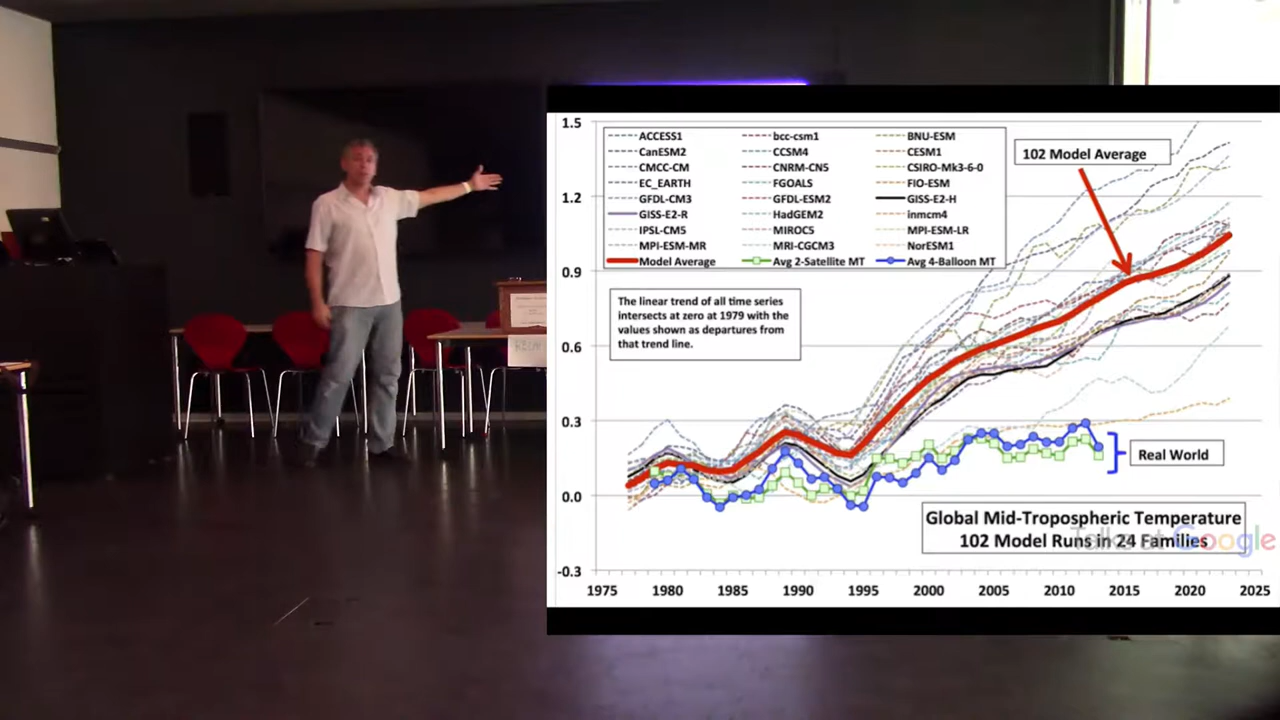 1.5
1.2
0.9
0.6
0.3
0.0
-0.3
ACCESS1 bcc-csm1 BNU-ESM
CanESM2 CCSM4 CESM1
CMCC-CM CNRM-CN5 CSIRO-Mk3-6-0
EC_EARTH FGOALS FIO-ESM
GFDL-CM3 GFDL-ESM2 GISS-E2-H
GISS-E2-R HadGEM2 inmcm4
IPSL-CM5 MIROC5 MPI-ESM-LR
MPI-ESM-MR MRI-CGCM3 NorESM1
Model Average Avg 2-Satellite MT Avg 4-Balloon MT
102 Model Average
The linear trend of all time series
intersects at zero at 1979 with the
values shown as departures from
that trend line.
Real World
Global Mid-Tropospheric Temperature
102 Model Runs in 24 Families
Talks at Google
1975 1980 1985 1990 1995 2000 2005 2010 2015 2020 2025